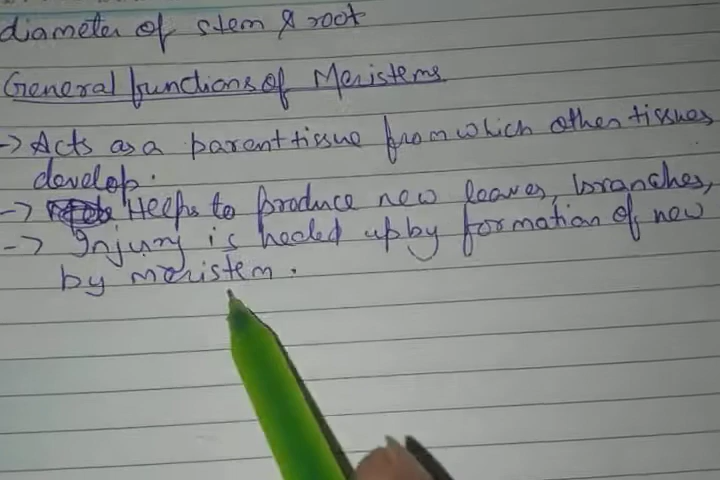 diameter of stem & root
General functions of Meristems
→ Acts as a parent tissue from which other tissues
develop.
→ Helps to produce new leaves, branches,
→ Injury is healed up by formation of new
by meristem.